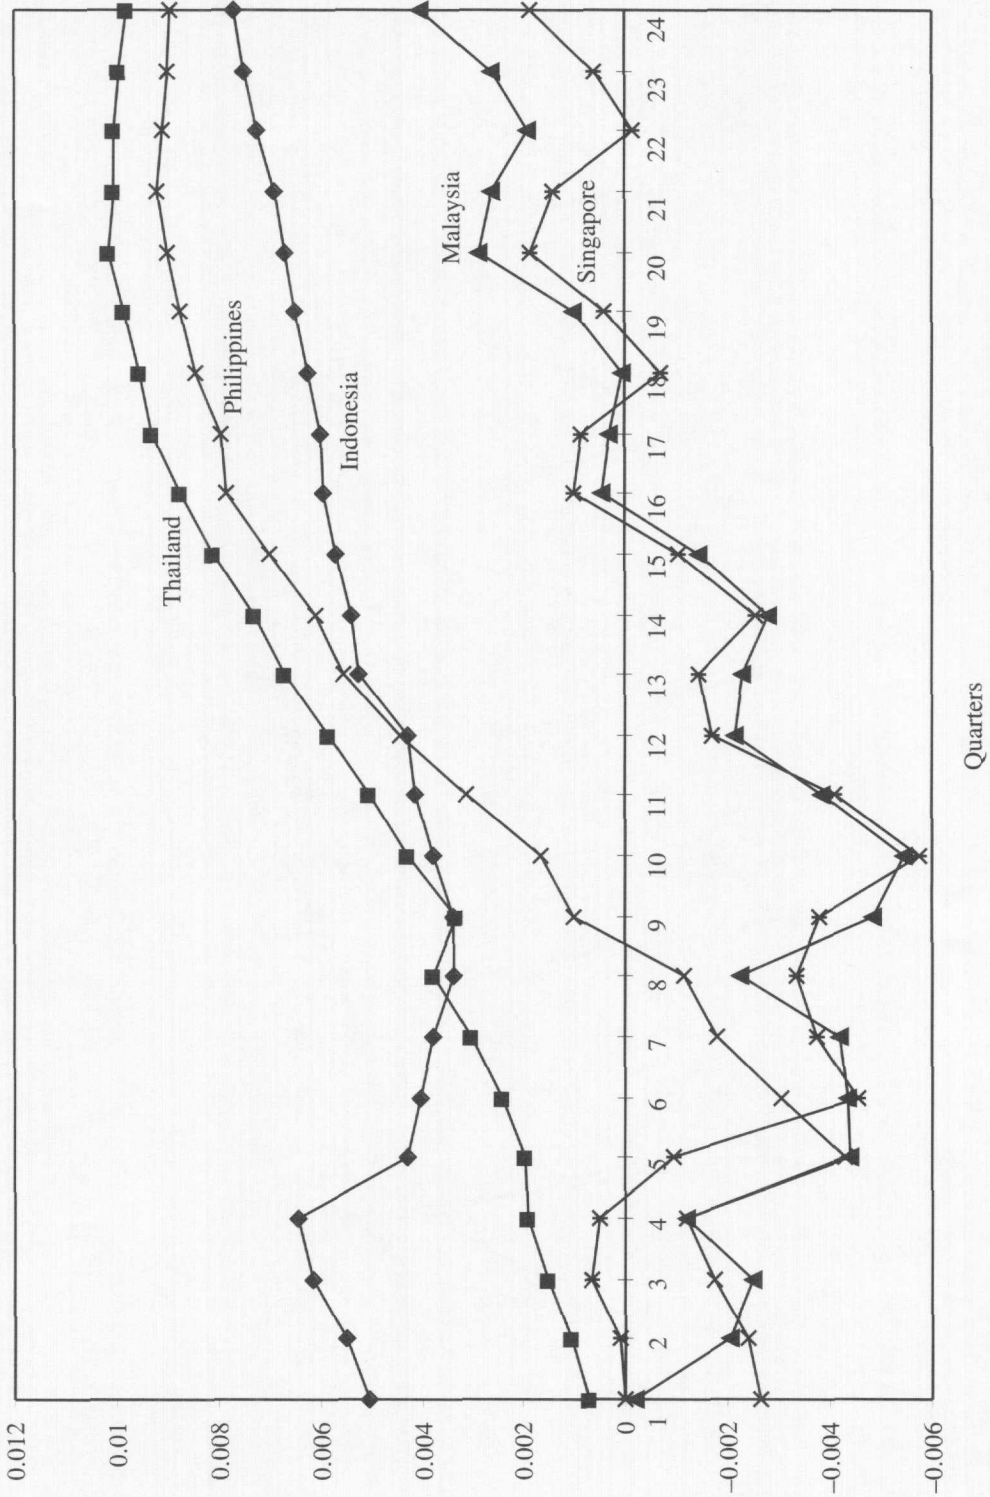 0.012
0.01
0.008
0.006
0.004
0.002
0
−0.002
−0.004
−0.006
Thailand
Philippines
Indonesia
Malaysia
Singapore
1 2 3 4 5 6 7 8 9 10 11 12 13 14 15 16 17 18 19 20 21 22 23 24
Quarters